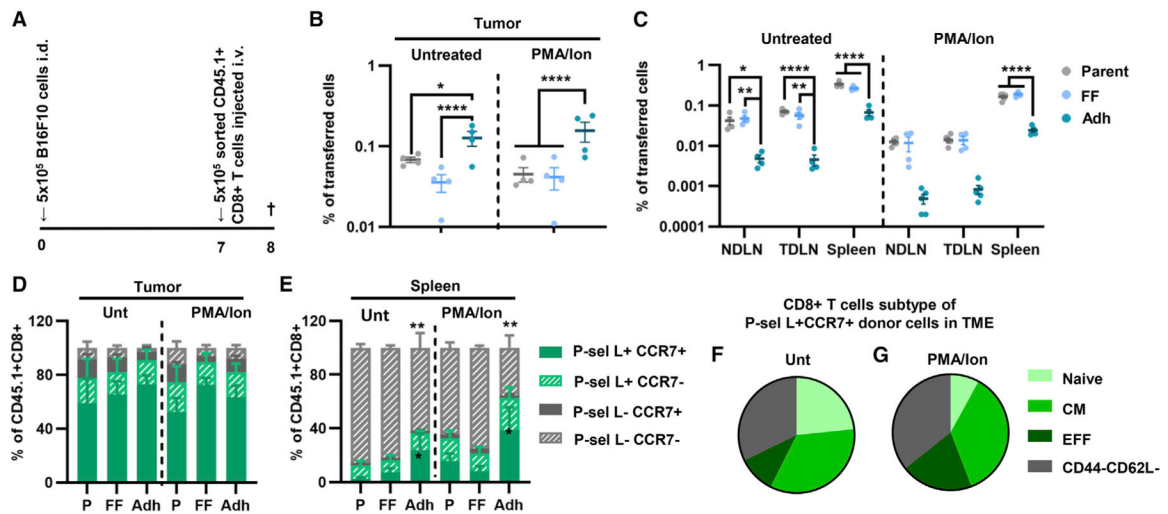 A
↓ 5x10⁵ B16F10 cells i.d.
↓ 5x10⁵ sorted CD45.1+
CD8+ T cells injected i.v.
†
0
7
8
B
Tumor
Untreated
PMA/Ion
% of transferred cells
1
0.1
0.01
*
****
****
C
Untreated
PMA/Ion
% of transferred cells
1
0.1
0.01
0.001
0.0001
*
**
****
**
****
****
NDLN
TDLN
Spleen
NDLN
TDLN
Spleen
Parent
FF
Adh
D
Tumor
Unt
PMA/Ion
% of CD45.1+CD8+
120
80
40
0
P
FF
Adh
P
FF
Adh
E
Spleen
Unt
PMA/Ion
% of CD45.1+CD8+
120
80
40
0
**
*
**
*
P
FF
Adh
P
FF
Adh
P-sel L+ CCR7+
P-sel L+ CCR7-
P-sel L- CCR7+
P-sel L- CCR7-
CD8+ T cells subtype of
P-sel L+CCR7+ donor cells in TME
F
Unt
G
PMA/Ion
Naive
CM
EFF
CD44-CD62L-